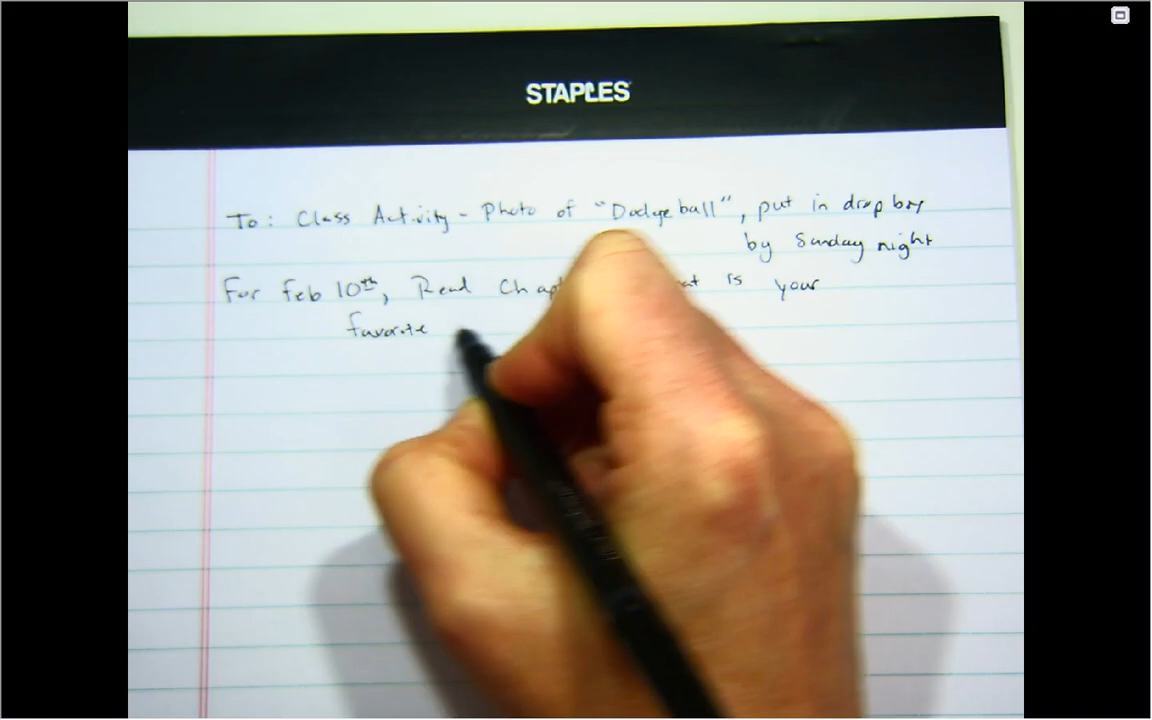 STAPLES
To: Class Activity - Photo of "Dodgeball", put in drop box
by Sunday night
For Feb 10th, Read Chap is your
favorite